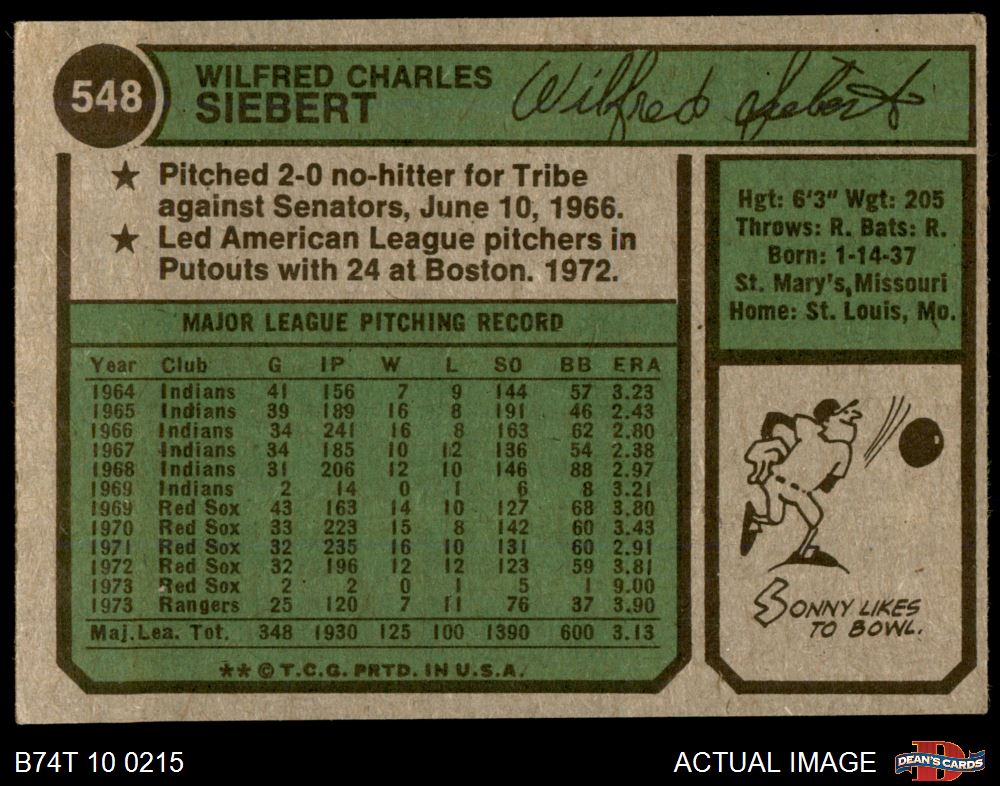 548
WILFRED CHARLES
SIEBERT
Wilfred Siebert
★ Pitched 2-0 no-hitter for Tribe
against Senators, June 10, 1966.
★ Led American League pitchers in
Putouts with 24 at Boston. 1972.
Hgt: 6'3" Wgt: 205
Throws: R. Bats: R.
Born: 1-14-37
St. Mary's, Missouri
Home: St. Louis, Mo.
MAJOR LEAGUE PITCHING RECORD
Year Club G IP W L SO BB ERA
1964 Indians 41 156 7 9 144 57 3.23
1965 Indians 39 189 16 8 191 46 2.43
1966 Indians 34 241 16 8 163 62 2.80
1967 Indians 34 185 10 12 136 54 2.38
1968 Indians 31 206 12 10 146 88 2.97
1969 Indians 2 14 0 1 6 8 3.21
1969 Red Sox 43 163 14 10 127 68 3.80
1970 Red Sox 33 223 15 8 142 60 3.43
1971 Red Sox 32 235 16 10 131 60 2.91
1972 Red Sox 32 196 12 12 123 59 3.81
1973 Red Sox 2 2 0 1 5 1 9.00
1973 Rangers 25 120 7 11 76 37 3.90
Maj.Lea. Tot. 348 1930 125 100 1390 600 3.13
** © T.C.G. PRTD. IN U.S.A.
SONNY LIKES
TO BOWL.
B74T 10 0215
ACTUAL IMAGE
D
DEAN'S CARDS